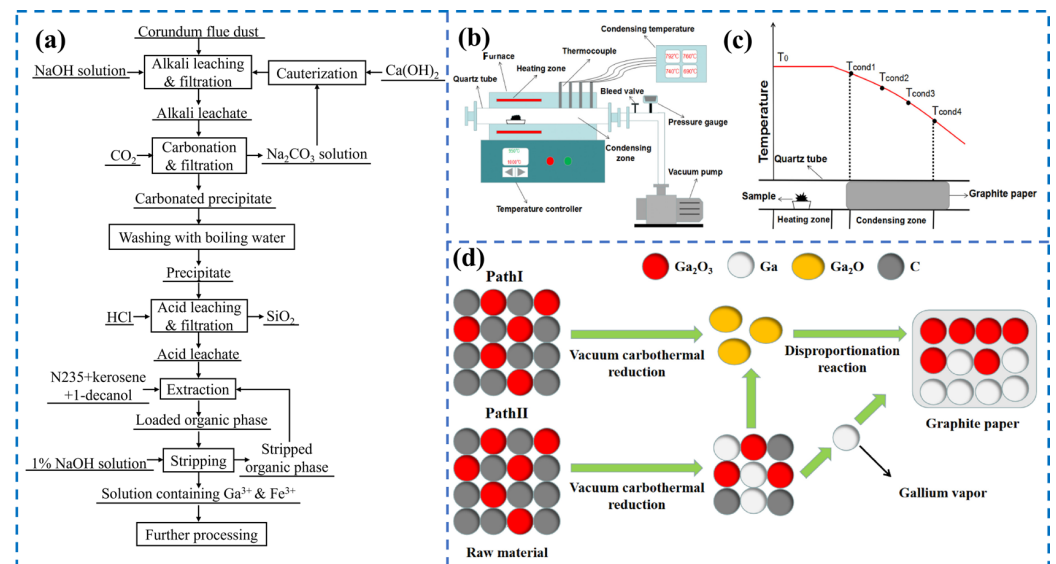 (a)
Corundum flue dust
NaOH solution
Alkali leaching
& filtration
Cauterization
Ca(OH)₂
Alkali leachate
CO₂
Carbonation
& filtration
Na₂CO₃ solution
Carbonated precipitate
Washing with boiling water
Precipitate
HCl
Acid leaching
& filtration
SiO₂
Acid leachate
N235+kerosene
+1-decanol
Extraction
Loaded organic phase
1% NaOH solution
Stripping
Stripped
organic phase
Solution containing Ga³⁺ & Fe³⁺
Further processing
(b)
Condensing temperature
Thermocouple
Furnace
Heating zone
Quartz tube
Bleed valve
Pressure gauge
Condensing
zone
Vacuum pump
Temperature controller
(c)
Temperature
T₀
Tcond1
Tcond2
Tcond3
Tcond4
Quartz tube
Sample
Graphite paper
Heating zone
Condensing zone
(d)
Ga₂O₃
Ga
Ga₂O
C
PathI
Vacuum carbothermal
reduction
Disproportionation
reaction
Graphite paper
PathII
Vacuum carbothermal
reduction
Gallium vapor
Raw material